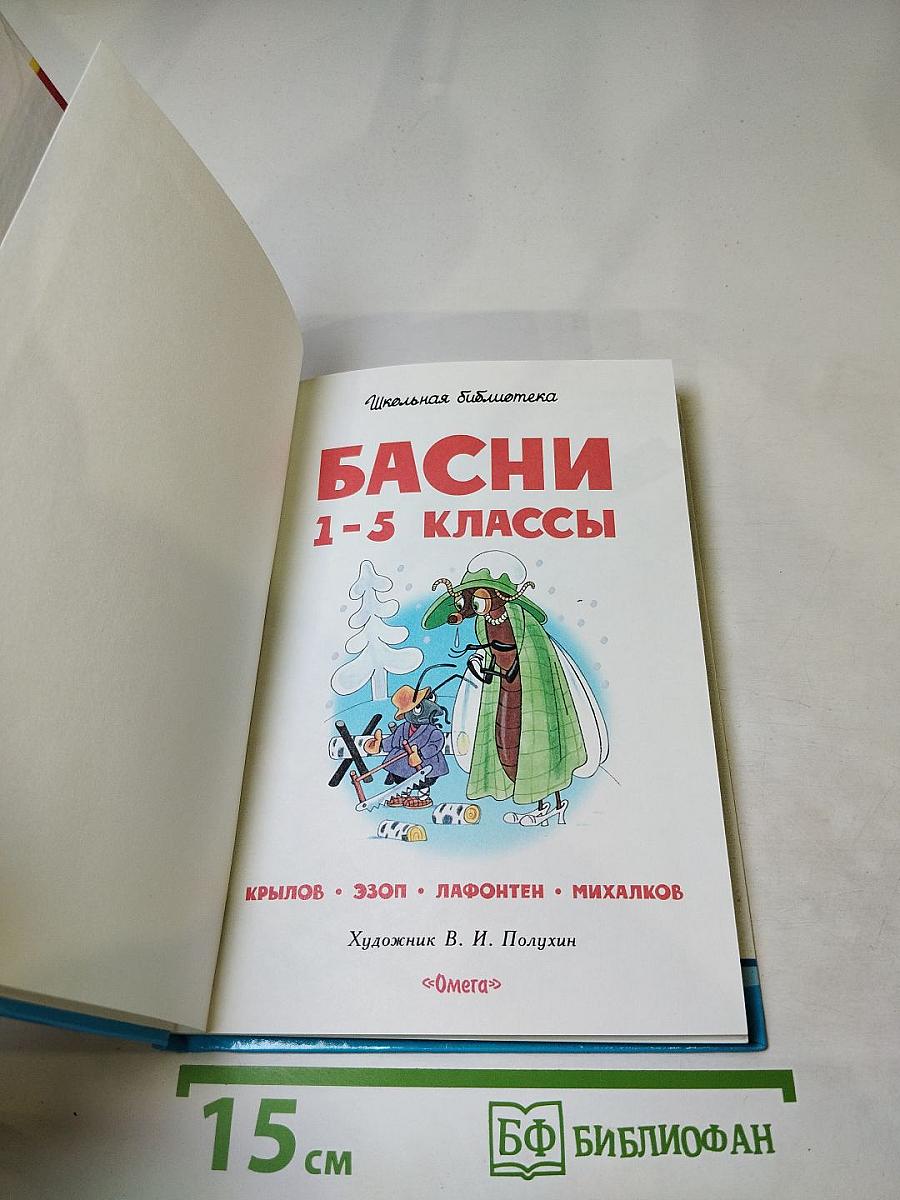 Школьная библиотека
БАСНИ
1-5 КЛАССЫ
КРЫЛОВ • ЭЗОП • ЛАФОНТЕН • МИХАЛКОВ
Художник В. И. Полухин
«Омега»
15 см
БФ БИБЛИОФАН